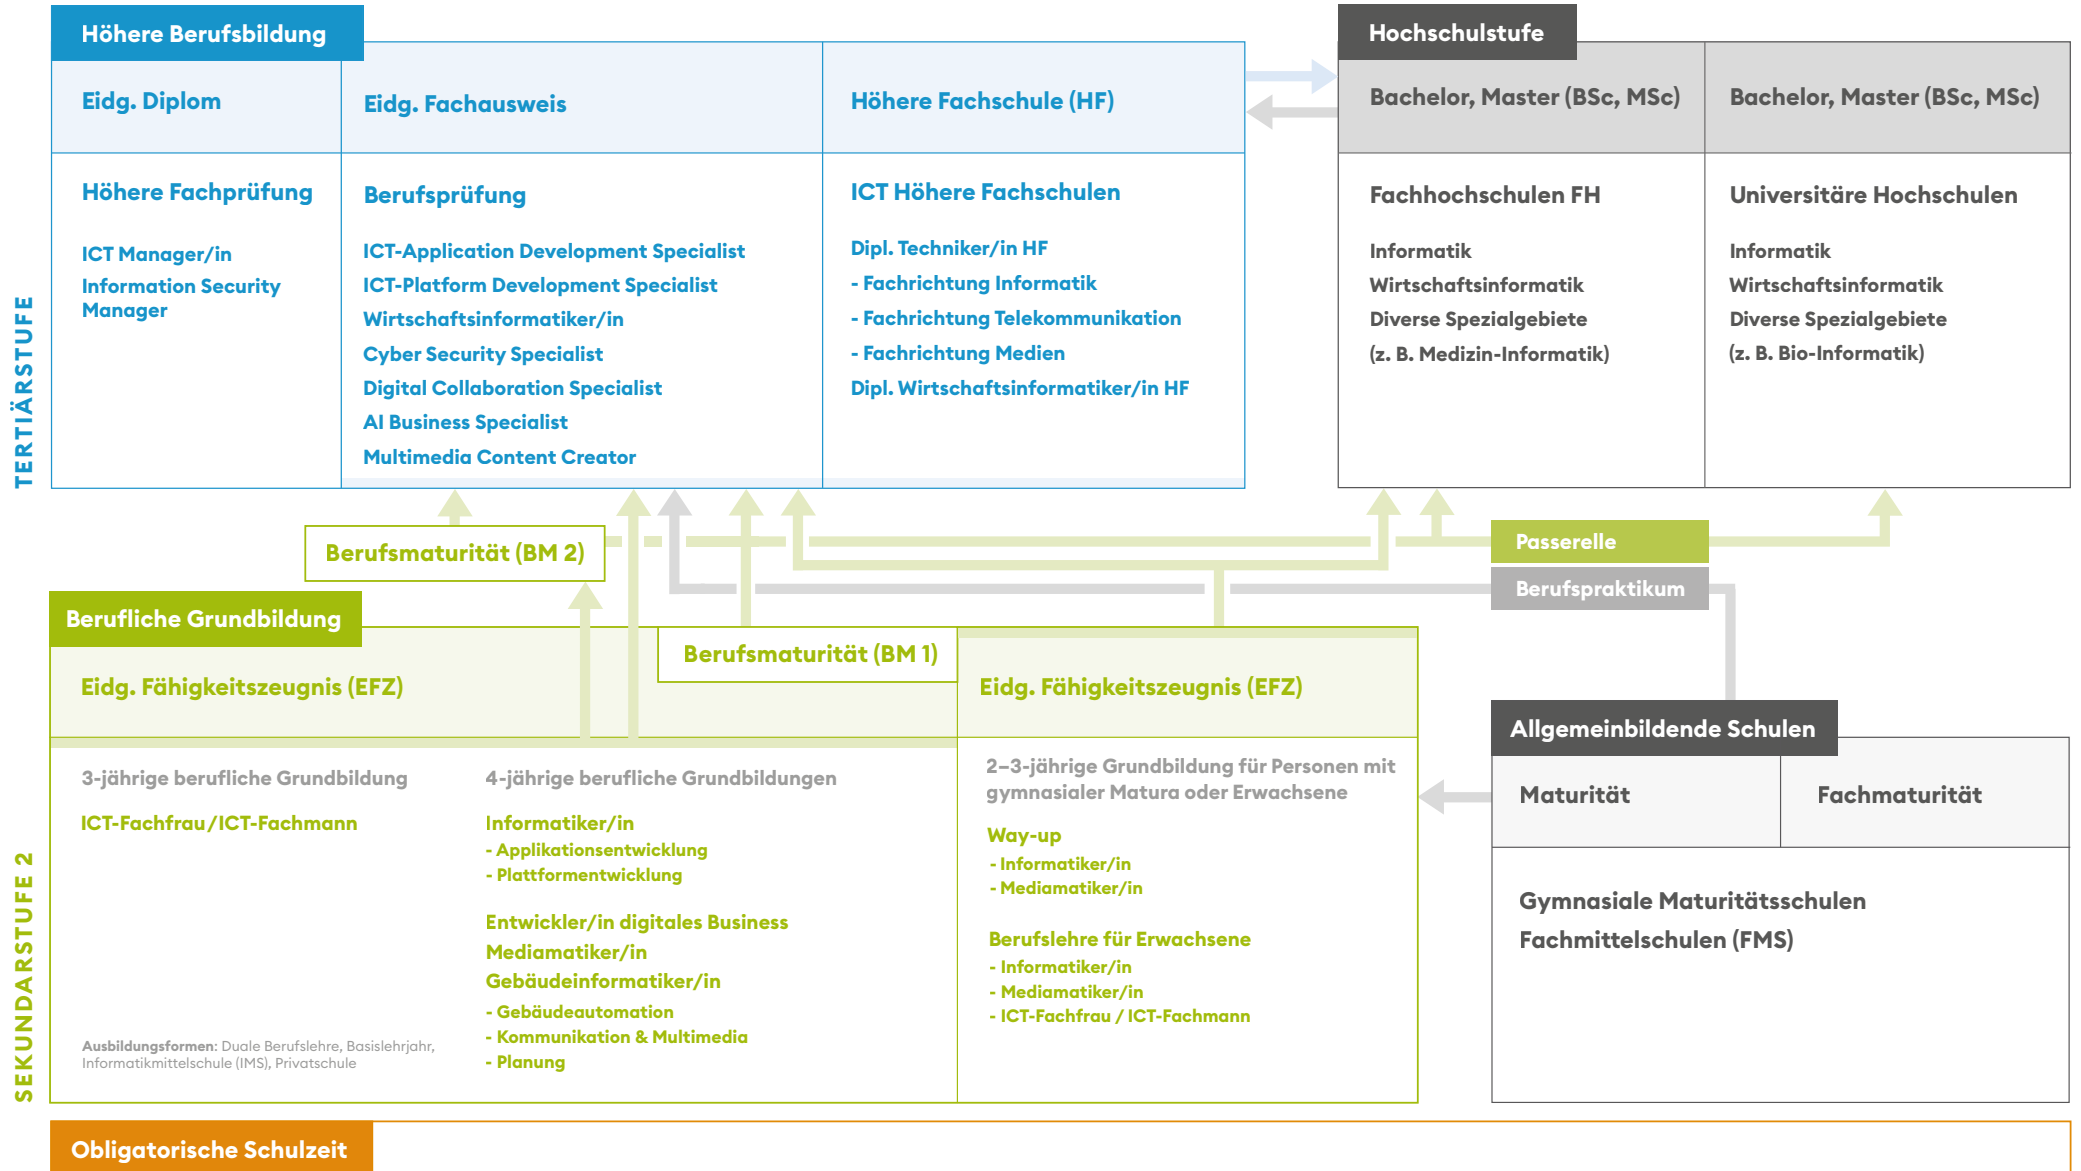 Höhere Berufsbildung
Eidg. Diplom
Eidg. Fachausweis
Höhere Fachschule (HF)
Höhere Fachprüfung
ICT Manager/in
Information Security
Manager
Berufsprüfung
ICT-Application Development Specialist
ICT-Platform Development Specialist
Wirtschaftsinformatiker/in
Cyber Security Specialist
Digital Collaboration Specialist
AI Business Specialist
Multimedia Content Creator
ICT Höhere Fachschulen
Dipl. Techniker/in HF
- Fachrichtung Informatik
- Fachrichtung Telekommunikation
- Fachrichtung Medien
Dipl. Wirtschaftsinformatiker/in HF
Hochschulstufe
Bachelor, Master (BSc, MSc)
Bachelor, Master (BSc, MSc)
Fachhochschulen FH
Informatik
Wirtschaftsinformatik
Diverse Spezialgebiete
(z. B. Medizin-Informatik)
Universitäre Hochschulen
Informatik
Wirtschaftsinformatik
Diverse Spezialgebiete
(z. B. Bio-Informatik)
TERTIÄRSTUFE
Berufsmaturität (BM 2)
Passerelle
Berufspraktikum
Berufliche Grundbildung
Berufsmaturität (BM 1)
Eidg. Fähigkeitszeugnis (EFZ)
Eidg. Fähigkeitszeugnis (EFZ)
3-jährige berufliche Grundbildung
ICT-Fachfrau/ICT-Fachmann
Ausbildungsformen: Duale Berufslehre, Basislehrjahr,
Informatikmittelschule (IMS), Privatschule
4-jährige berufliche Grundbildungen
Informatiker/in
- Applikationsentwicklung
- Plattformentwicklung
Entwickler/in digitales Business
Mediamatiker/in
Gebäudeinformatiker/in
- Gebäudeautomation
- Kommunikation & Multimedia
- Planung
2–3-jährige Grundbildung für Personen mit
gymnasialer Matura oder Erwachsene
Way-up
- Informatiker/in
- Mediamatiker/in
Berufslehre für Erwachsene
- Informatiker/in
- Mediamatiker/in
- ICT-Fachfrau / ICT-Fachmann
Allgemeinbildende Schulen
Maturität
Fachmaturität
Gymnasiale Maturitätsschulen
Fachmittelschulen (FMS)
SEKUNDARSTUFE 2
Obligatorische Schulzeit